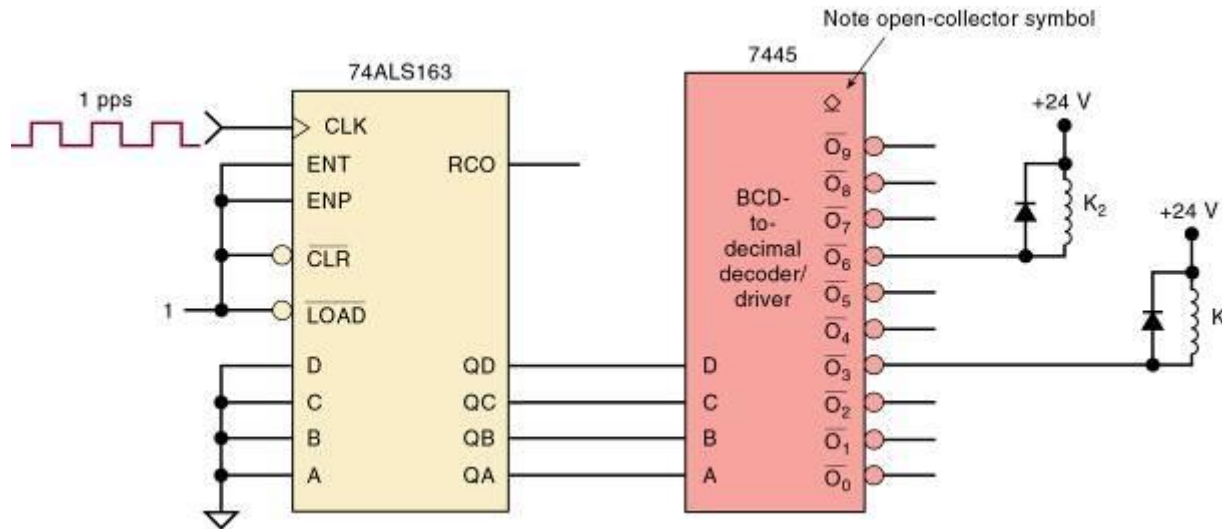 Note open-collector symbol
7445
74ALS163
1 pps
+24 V
CLK
ENT
RCO
ENP
CLR
LOAD
1
D
QD
C
QC
B
QB
A
QA
BCD-
to-
decimal
decoder/
driver
D
C
B
A
O9
O8
O7
O6
O5
O4
O3
O2
O1
O0
K2
+24 V
K